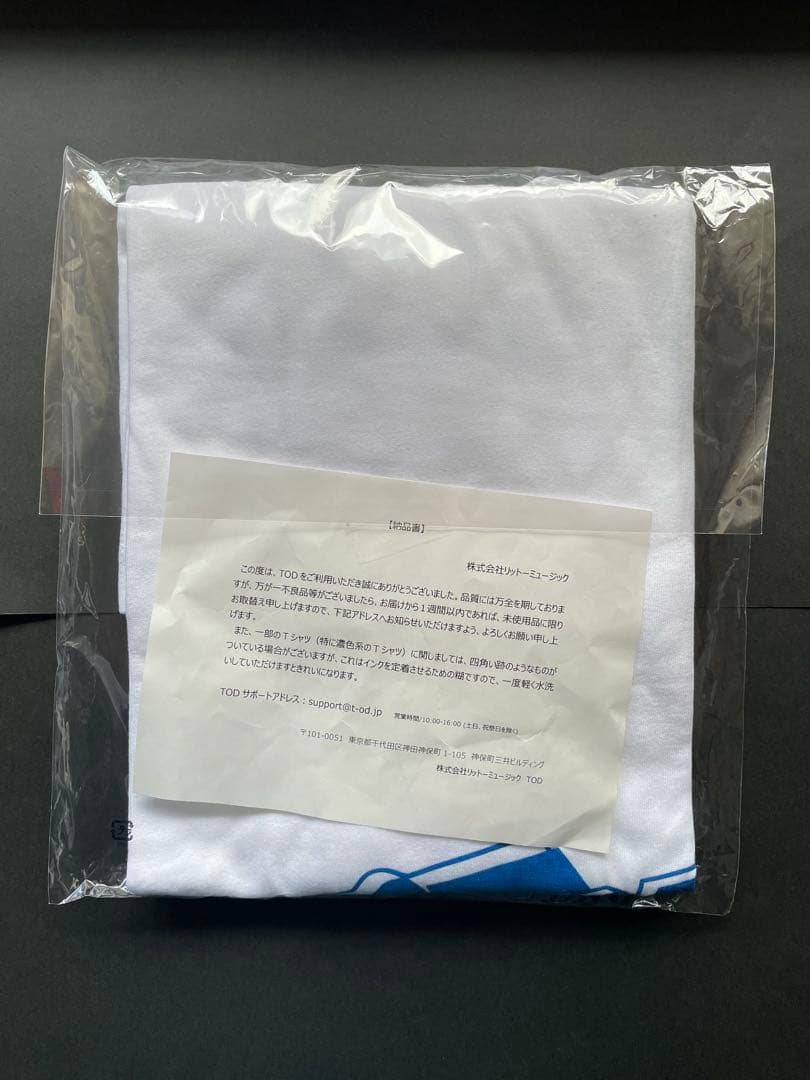 【納品書】
株式会社リットーミュージック
この度は、TODをご利用いただき誠にありがとうございました。品質には万全を期しておりま
すが、万が一不良品等がございましたら、お届けから1週間以内であれば、未使用品に限り
お取替え申し上げますので、下記アドレスへお知らせいただけますよう、よろしくお願い申し上
げます。
また、一部のTシャツ（特に濃色系のTシャツ）に関しましては、四角い跡のようなものが
ついている場合がございますが、これはインクを定着させるための糊ですので、一度軽く水洗
いしていただけますときれいになります。
TODサポートアドレス：support@t-od.jp 営業時間/10:00-16:00 (土日、祝祭日を除く)
〒101-0051 東京都千代田区神田神保町1-105 神保町三井ビルディング
株式会社リットーミュージック TOD
プラ